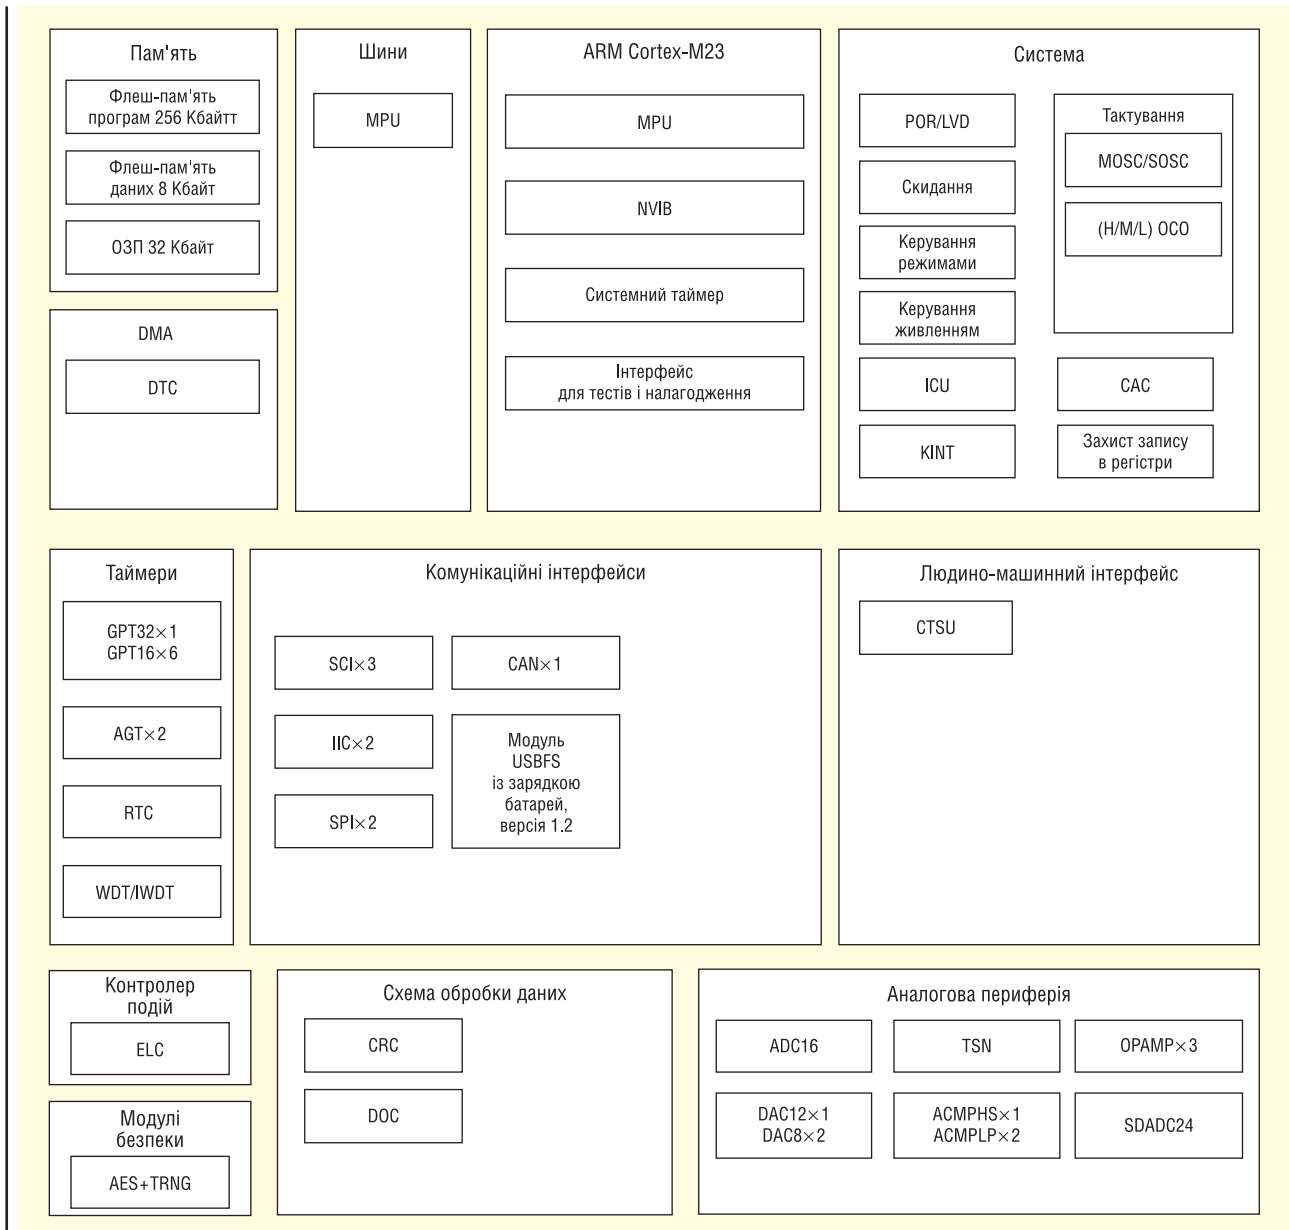 Пам'ять
Флеш-пам'ять
програм 256 Кбайтт
Флеш-пам'ять
даних 8 Кбайт
ОЗП 32 Кбайт
DMA
DTC
Шини
MPU
ARM Cortex-M23
MPU
NVIB
Системний таймер
Інтерфейс
для тестів і налагодження
Система
POR/LVD
Скидання
Керування
режимами
Керування
живленням
ICU
KINT
Тактування
MOSC/SOSC
(H/M/L) OCO
CAC
Захист запису
в регістри
Таймери
GPT32×1
GPT16×6
AGT×2
RTC
WDT/IWDT
Комунікаційні інтерфейси
SCI×3
IIC×2
SPI×2
CAN×1
Модуль
USBFS
із зарядкою
батарей,
версія 1.2
Людино-машинний інтерфейс
CTSU
Контролер
подій
ELC
Модулі
безпеки
AES+TRNG
Схема обробки даних
CRC
DOC
Аналогова периферія
ADC16
TSN
OPAMP×3
DAC12×1
DAC8×2
ACMPHS×1
ACMPLP×2
SDADC24